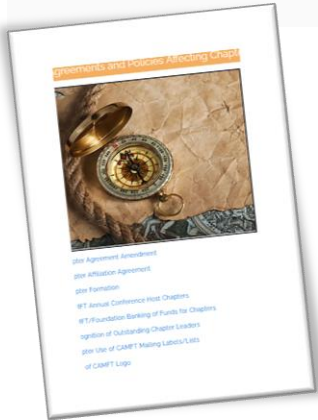 greements and Policies Affecting Chapt
pter Agreement Amendment
pter Affiliation Agreement
pter Formation
FT Annual Conference Host Chapters
FT/Foundation Banking of Funds for Chapters
ognition of Outstanding Chapter Leaders
pter Use of CAMFT Mailing Labels/Lists
of CAMFT Logo